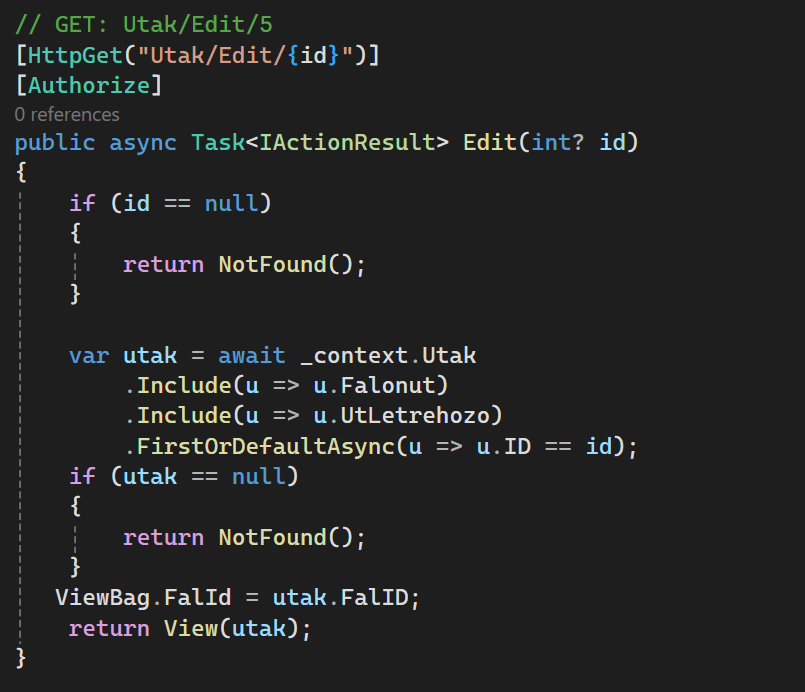 // GET: Utak/Edit/5
[HttpGet("Utak/Edit/{id}")]
[Authorize]
0 references
public async Task<IActionResult> Edit(int? id)
{
    if (id == null)
    {
        return NotFound();
    }

    var utak = await _context.Utak
        .Include(u => u.Falonut)
        .Include(u => u.UtLetrehozo)
        .FirstOrDefaultAsync(u => u.ID == id);
    if (utak == null)
    {
        return NotFound();
    }
   ViewBag.FalId = utak.FalID;
    return View(utak);
}